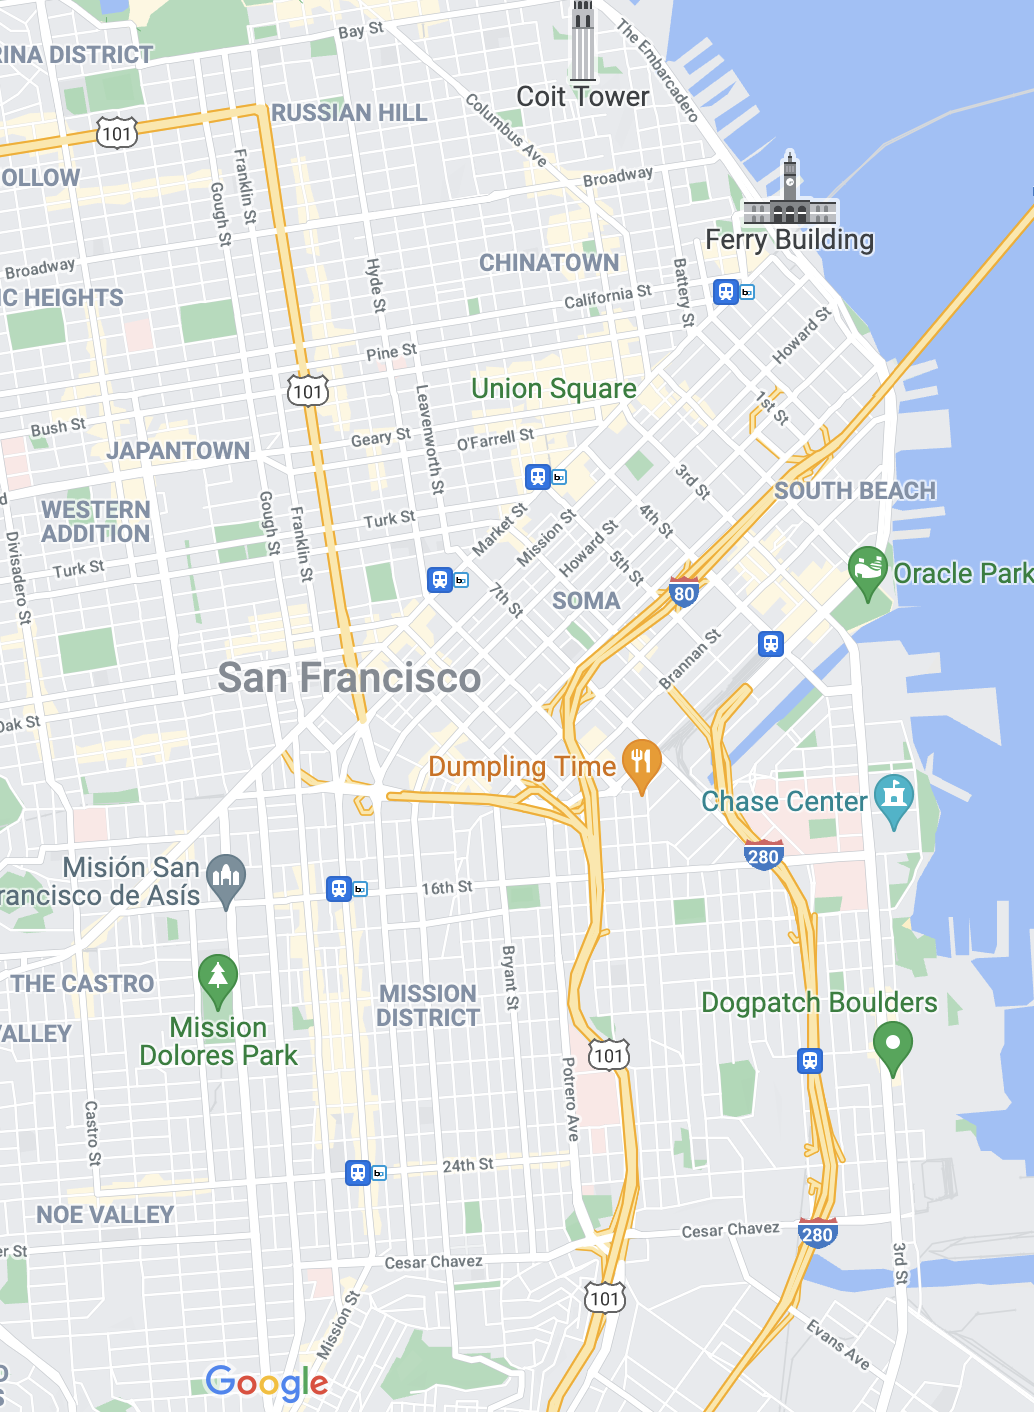 Bay St
RINA DISTRICT
The Embarcadero
Coit Tower
RUSSIAN HILL
101
Columbus Ave
Franklin St
Gough St
OLLOW
Broadway
Ferry Building
Broadway
CHINATOWN
IC HEIGHTS
Hyde St
Battery St
California St
Howard St
Pine St
101
Union Square
1st St
Bush St
Leavenworth St
Geary St
O'Farrell St
JAPANTOWN
3rd St
SOUTH BEACH
d
WESTERN
ADDITION
Gough St
Franklin St
Turk St
Market St
Mission St
Howard St
4th St
5th St
Divisadero St
Turk St
7th St
SOMA
80
Oracle Park
San Francisco
Brannan St
Oak St
Dumpling Time
Chase Center
280
Misión San
rancisco de Asís
16th St
Bryant St
THE CASTRO
MISSION
DISTRICT
Dogpatch Boulders
VALLEY
Mission
Dolores Park
101
Potrero Ave
Castro St
24th St
NOE VALLEY
Cesar Chavez
280
er St
Cesar Chavez
3rd St
101
Mission St
Evans Ave
O
S
Google